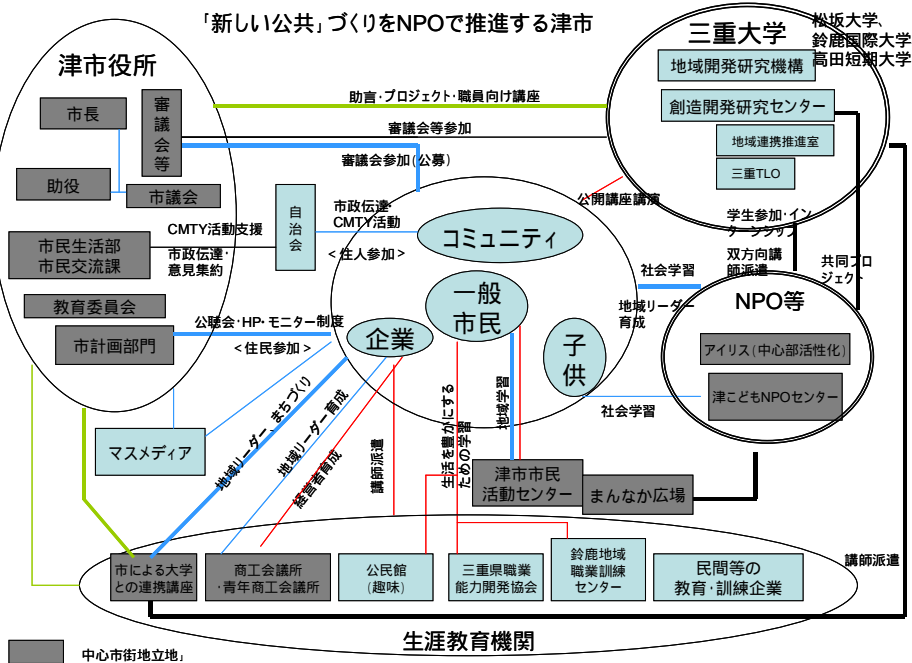 「新しい公共」づくりをNPOで推進する津市
津市役所
市長
審
議
会
等
助役
市議会
市民生活部
市民交流課
教育委員会
市計画部門
マスメディア
助言・プロジェクト・職員向け講座
審議会等参加
審議会参加(公募)
三重大学
松坂大学、
鈴鹿国際大学
高田短期大学
地域開発研究機構
創造開発研究センター
地域連携推進室
三重TLO
公開講座講演
学生参加・イン
ターンシップ
双方向講
師派遣
共同プロ
ジェクト
自
治
会
CMTY活動支援
市政伝達・
意見集約
市政伝達・
CMTY活動
<住人参加>
コミュニティ
一般
市民
企業
子
供
公聴会・HP・モニター制度
<住民参加>
社会学習
地域リーダー
育成
NPO等
アイリス(中心部活性化)
津こどもNPOセンター
社会学習
地域リーダー、まちづくり
地域リーダー育成
経営者育成
講師派遣
生活を豊かにする
ための学習
地域学習
津市市民
活動センター
まんなか広場
市による大学
との連携講座
商工会議所
・青年商工会議所
公民館
(趣味)
三重県職業
能力開発協会
鈴鹿地域
職業訓練
センター
民間等の
教育・訓練企業
講師派遣
生涯教育機関
中心市街地立地」